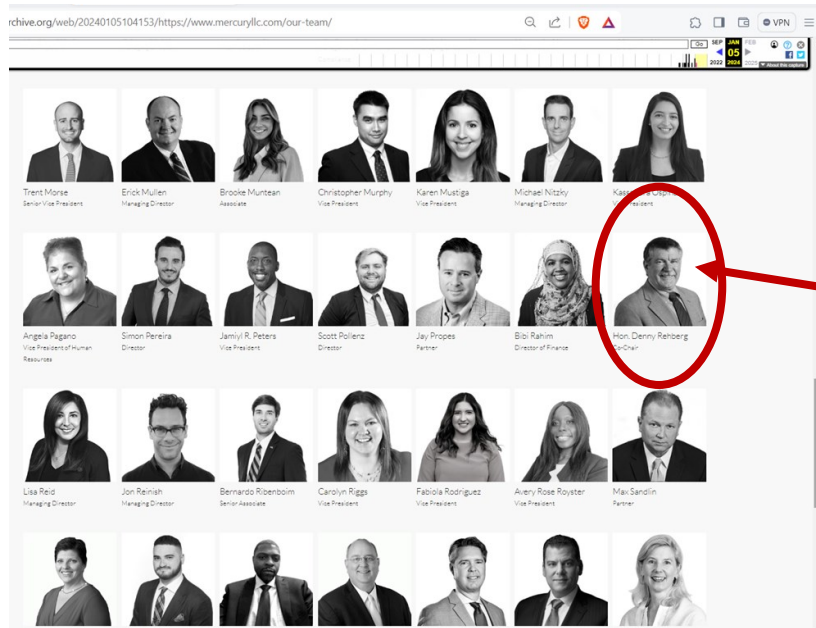 rchive.org/web/20240105104153/https://www.mercuryllc.com/our-team/
VPN
Go
SEP JAN FEB
05
2022 2024 2025
About this capture
Trent Morse
Senior Vice President
Erick Mullen
Managing Director
Brooke Muntean
Associate
Christopher Murphy
Vice President
Karen Mustiga
Vice President
Michael Nitzky
Managing Director
Vice President
Angela Pagano
Vice President of Human
Resources
Simon Pereira
Director
Jamiyl R. Peters
Vice President
Scott Pollenz
Director
Jay Propes
Partner
Bibi Rahim
Director of Finance
Hon. Denny Rehberg
Co-Chair
Lisa Reid
Managing Director
Jon Reinish
Managing Director
Bernardo Ribenboim
Senior Associate
Carolyn Riggs
Vice President
Fabiola Rodriguez
Vice President
Avery Rose Royster
Vice President
Max Sandlin
Partner